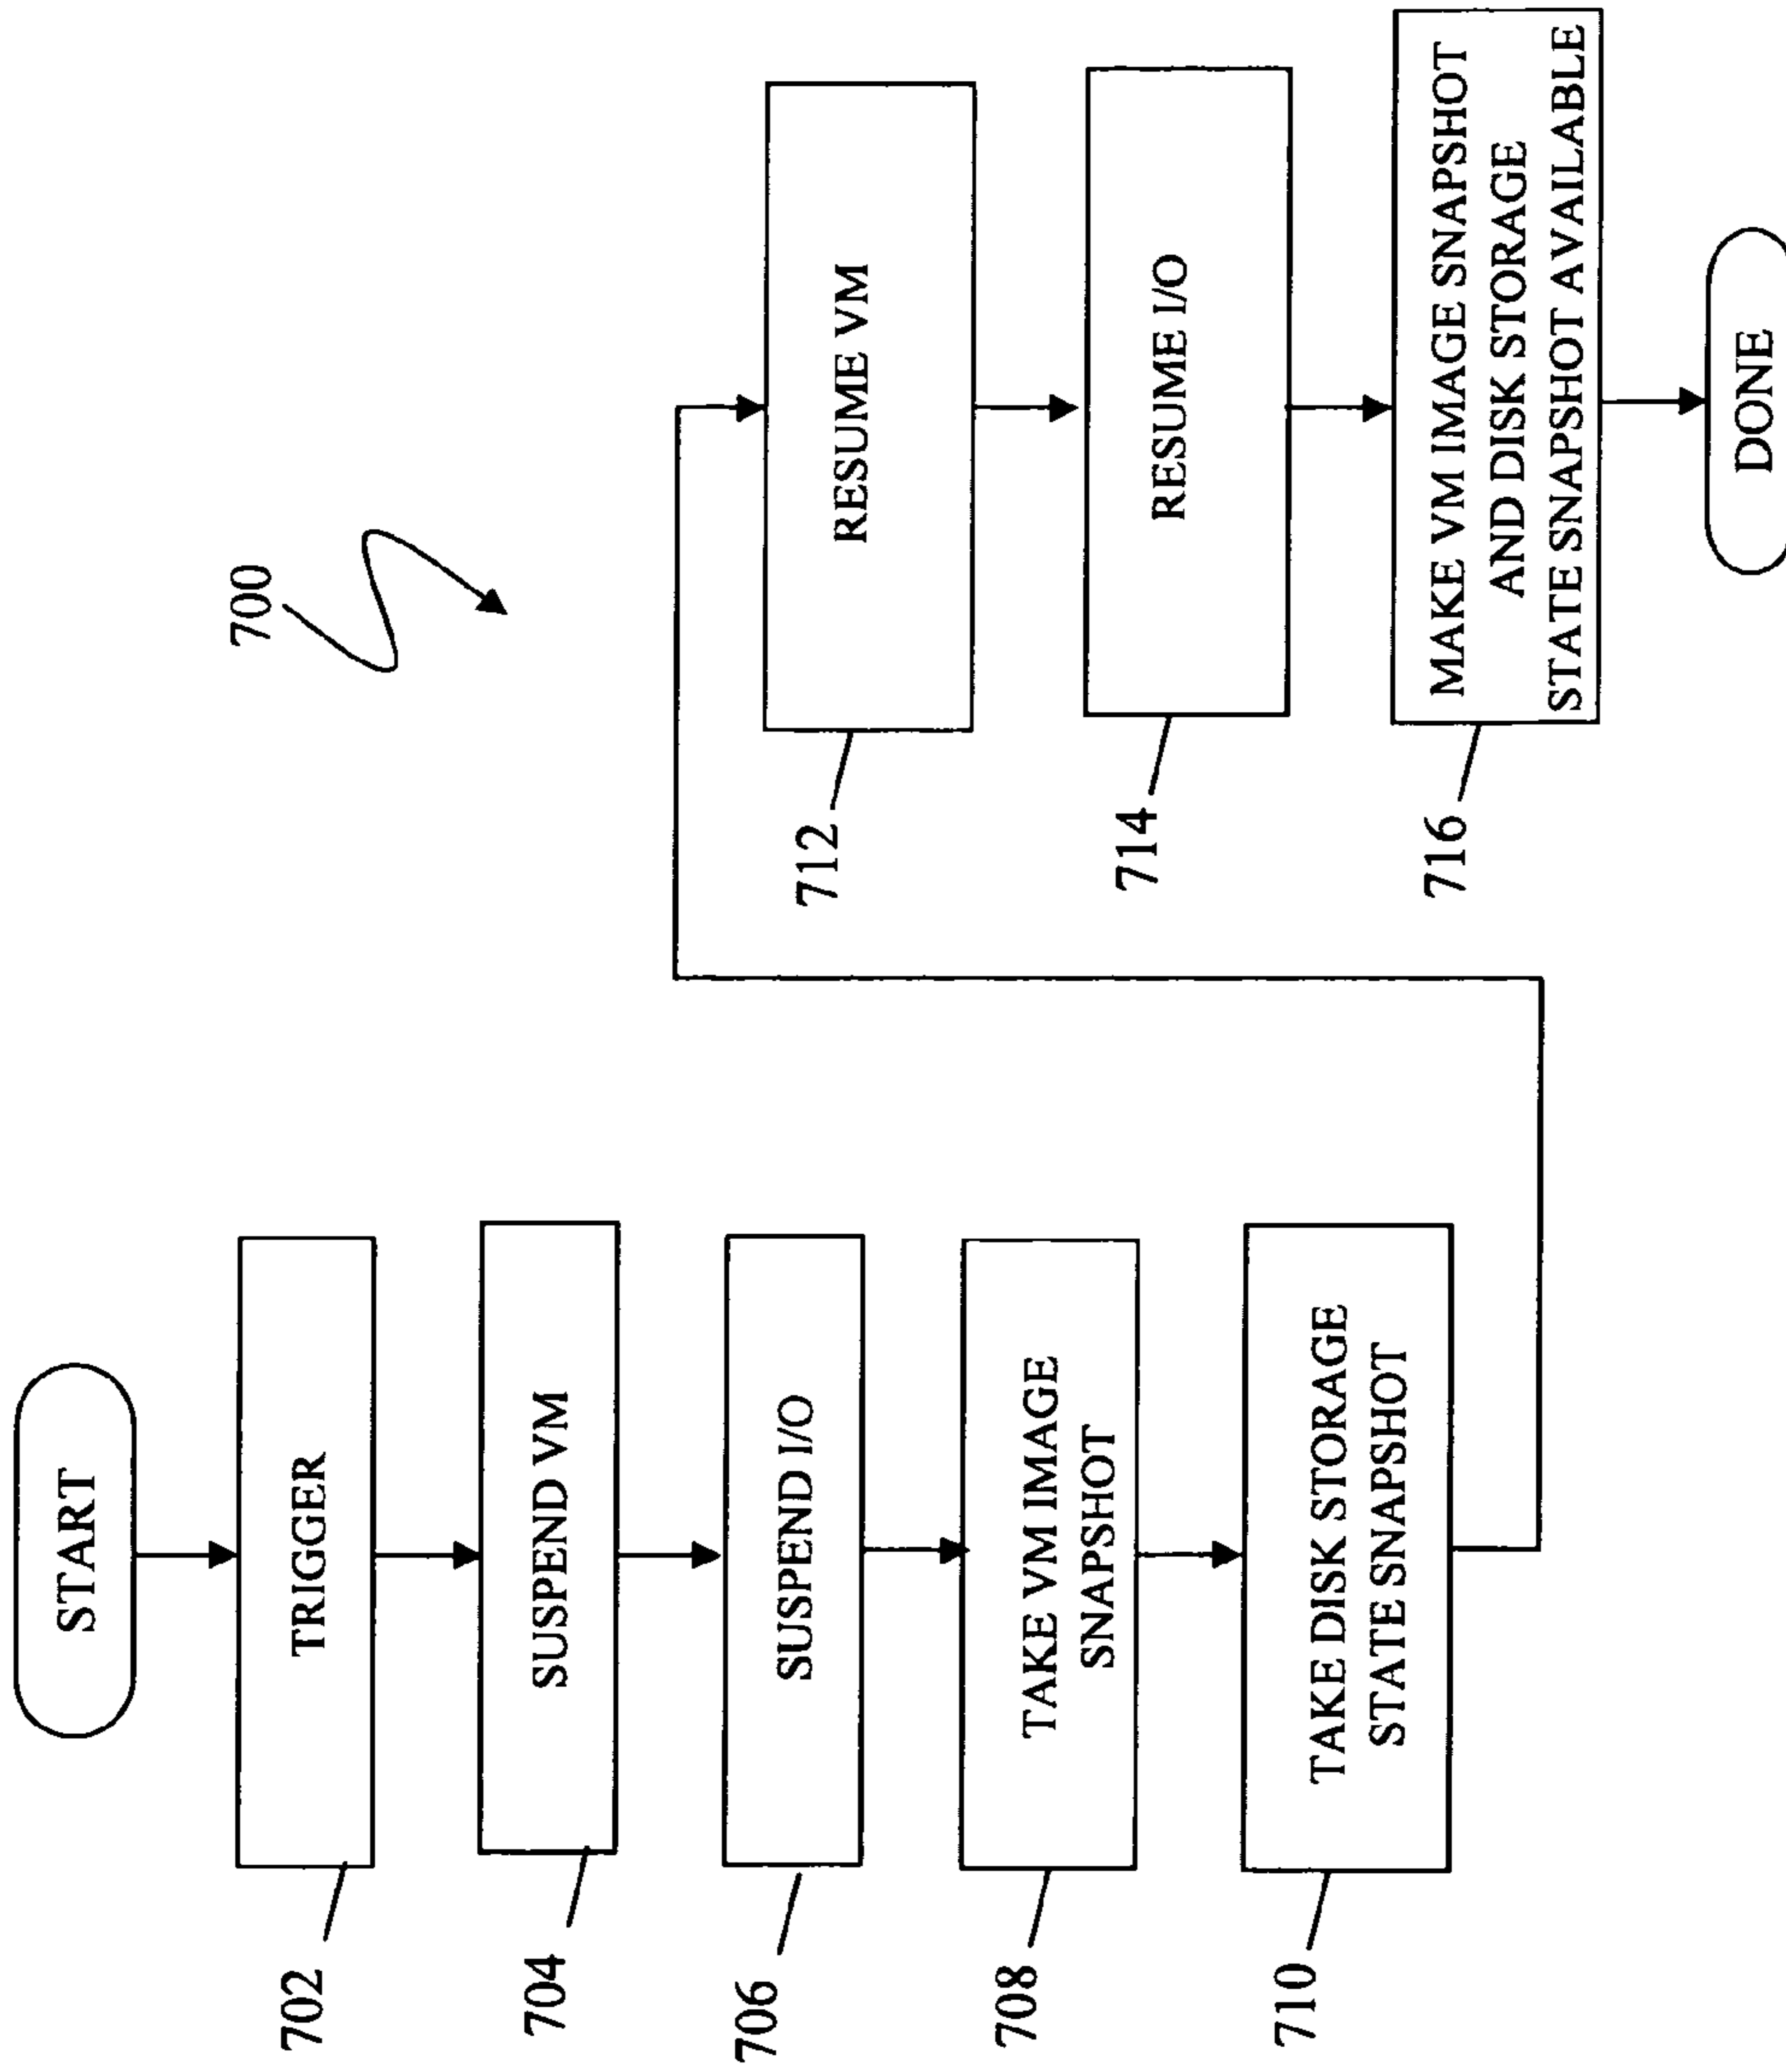 START
702
TRIGGER
704
SUSPEND VM
706
SUSPEND I/O
708
TAKE VM IMAGE
SNAPSHOT
710
TAKE DISK STORAGE
STATE SNAPSHOT
700
712
RESUME VM
714
RESUME I/O
716
MAKE VM IMAGE SNAPSHOT
AND DISK STORAGE
STATE SNAPSHOT AVAILABLE
DONE